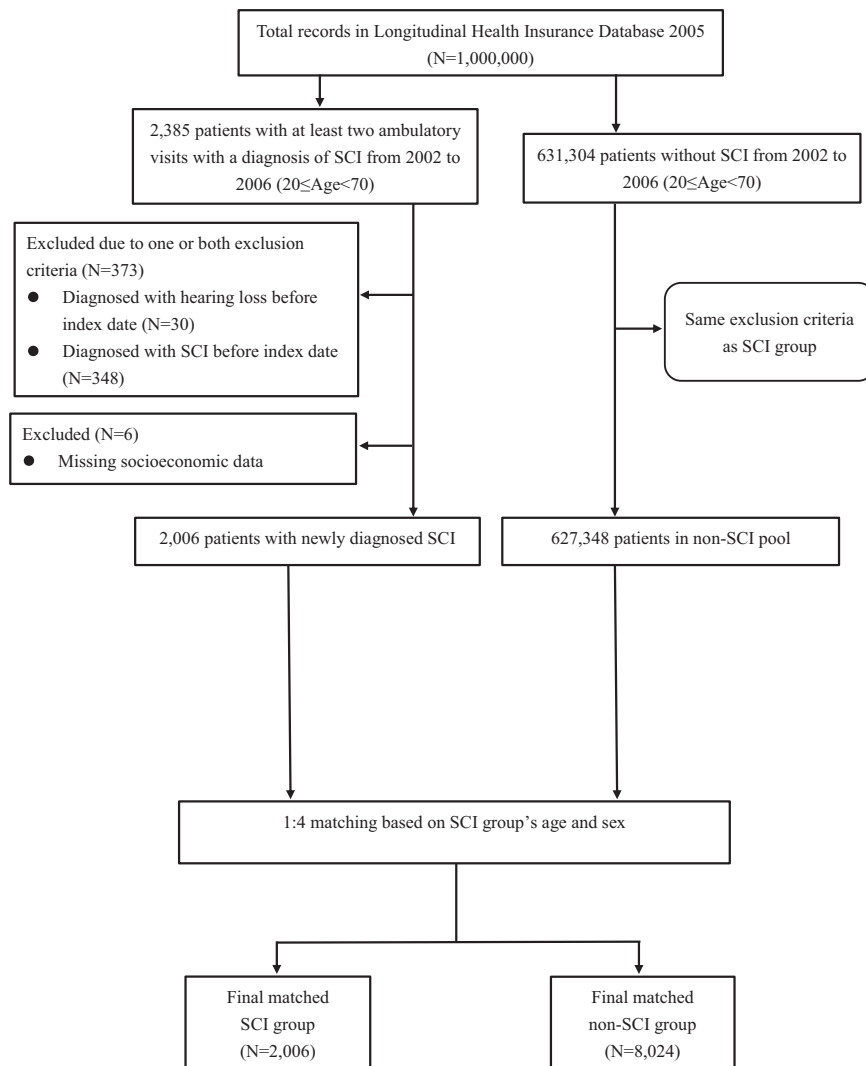 Total records in Longitudinal Health Insurance Database 2005
(N=1,000,000)
2,385 patients with at least two ambulatory
visits with a diagnosis of SCI from 2002 to
2006 (20≤Age<70)
631,304 patients without SCI from 2002 to
2006 (20≤Age<70)
Excluded due to one or both exclusion
criteria (N=373)
● Diagnosed with hearing loss before
index date (N=30)
● Diagnosed with SCI before index date
(N=348)
Same exclusion criteria
as SCI group
Excluded (N=6)
● Missing socioeconomic data
2,006 patients with newly diagnosed SCI
627,348 patients in non-SCI pool
1:4 matching based on SCI group’s age and sex
Final matched
SCI group
(N=2,006)
Final matched
non-SCI group
(N=8,024)